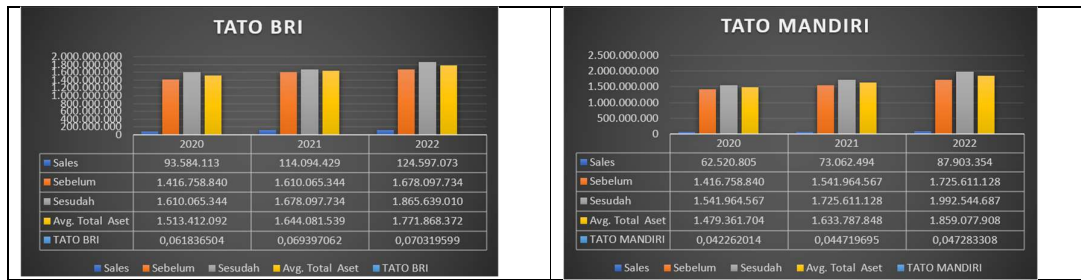 TATO BRI
2.000.000.000
1.800.000.000
1.600.000.000
1.400.000.000
1.200.000.000
1.000.000.000
800.000.000
600.000.000
400.000.000
200.000.000
0
2020 2021 2022
Sales 93.584.113 114.094.429 124.597.073
Sebelum 1.416.758.840 1.610.065.344 1.678.097.734
Sesudah 1.610.065.344 1.678.097.734 1.865.639.010
Avg. Total Aset 1.513.412.092 1.644.081.539 1.771.868.372
TATO BRI 0,061836504 0,069397062 0,070319599
Sales Sebelum Sesudah Avg. Total Aset TATO BRI
TATO MANDIRI
2.500.000.000
2.000.000.000
1.500.000.000
1.000.000.000
500.000.000
0
2020 2021 2022
Sales 62.520.805 73.062.494 87.903.354
Sebelum 1.416.758.840 1.541.964.567 1.725.611.128
Sesudah 1.541.964.567 1.725.611.128 1.992.544.687
Avg. Total Aset 1.479.361.704 1.633.787.848 1.859.077.908
TATO MANDIRI 0,042262014 0,044719695 0,047283308
Sales Sebelum Sesudah Avg. Total Aset TATO MANDIRI